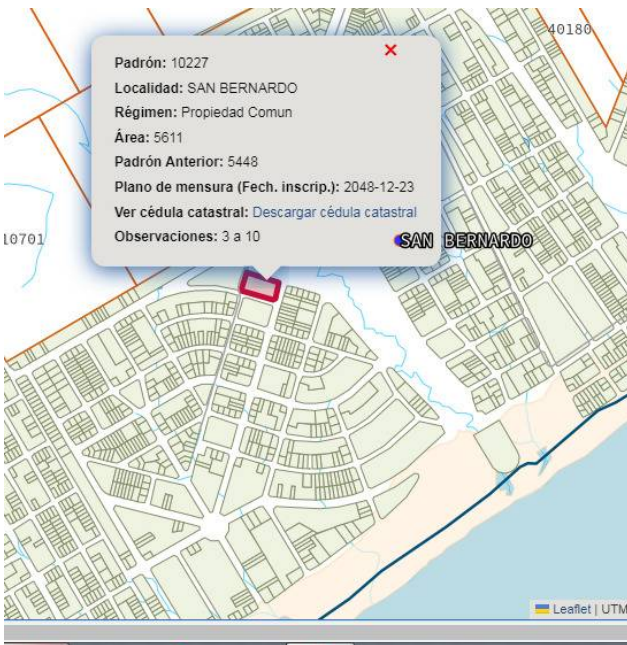 40180
✕
Padrón: 10227
Localidad: SAN BERNARDO
Régimen: Propiedad Comun
Área: 5611
Padrón Anterior: 5448
Plano de mensura (Fech. inscrip.): 2048-12-23
Ver cédula catastral: Descargar cédula catastral
Observaciones: 3 a 10
10701
SAN BERNARDO
Leaflet | UTM